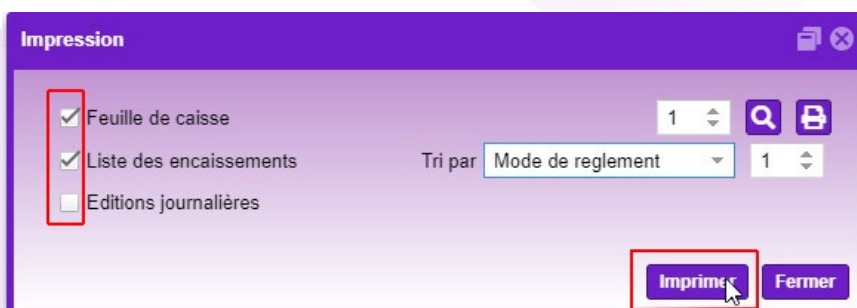 Impression
Feuille de caisse 1
Liste des encaissements Tri par Mode de reglement 1
Editions journalières
Imprimer Fermer